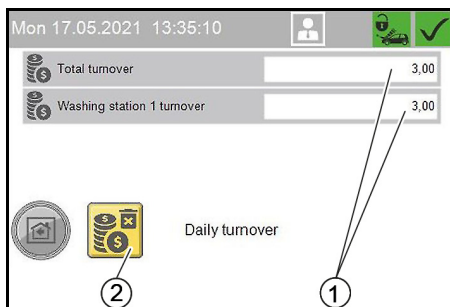 Mon 17.05.2021 13:35:10
Total turnover 3,00
Washing station 1 turnover 3,00
Daily turnover
2 1